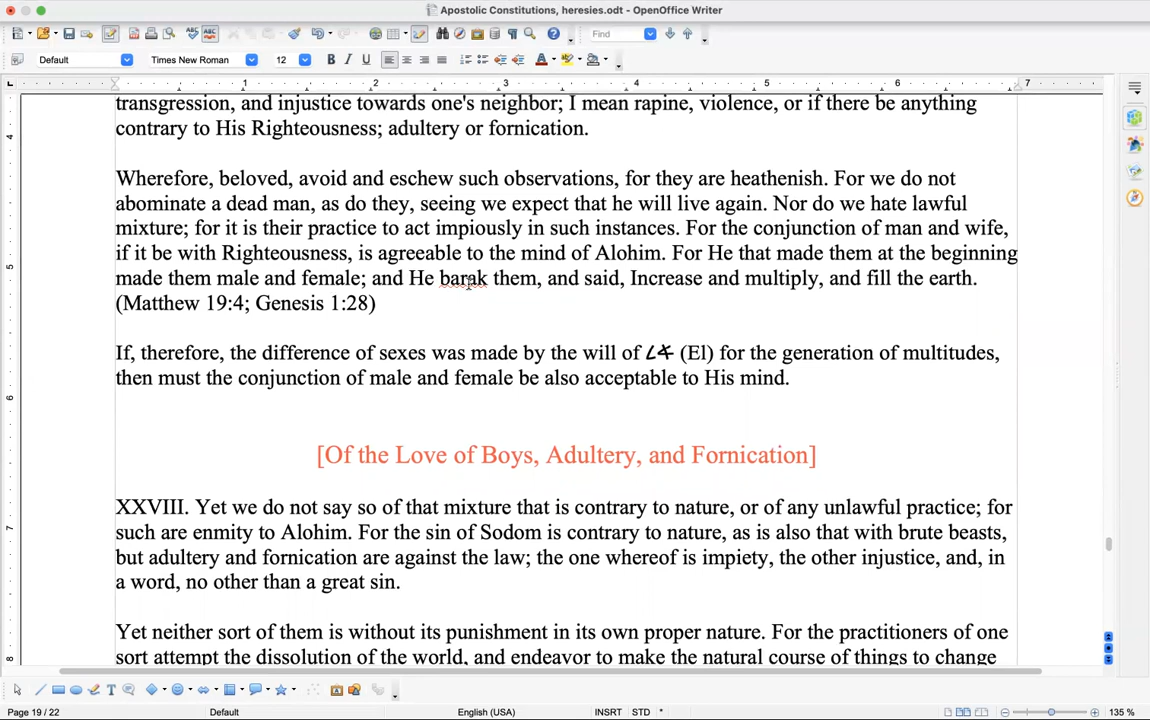 Apostolic Constitutions, heresies.odt - OpenOffice Writer
Find
Default
Times New Roman
12
B I U
1 2 3 4 5 6 7
transgression, and injustice towards one's neighbor; I mean rapine, violence, or if there be anything
contrary to His Righteousness; adultery or fornication.
Wherefore, beloved, avoid and eschew such observations, for they are heathenish. For we do not
abominate a dead man, as do they, seeing we expect that he will live again. Nor do we hate lawful
mixture; for it is their practice to act impiously in such instances. For the conjunction of man and wife,
if it be with Righteousness, is agreeable to the mind of Alohim. For He that made them at the beginning
made them male and female; and He barak them, and said, Increase and multiply, and fill the earth.
(Matthew 19:4; Genesis 1:28)
If, therefore, the difference of sexes was made by the will of 𐤋𐤀 (El) for the generation of multitudes,
then must the conjunction of male and female be also acceptable to His mind.
[Of the Love of Boys, Adultery, and Fornication]
XXVIII. Yet we do not say so of that mixture that is contrary to nature, or of any unlawful practice; for
such are enmity to Alohim. For the sin of Sodom is contrary to nature, as is also that with brute beasts,
but adultery and fornication are against the law; the one whereof is impiety, the other injustice, and, in
a word, no other than a great sin.
Yet neither sort of them is without its punishment in its own proper nature. For the practitioners of one
sort attempt the dissolution of the world, and endeavor to make the natural course of things to change
4
5
6
7
8
Page 19 / 22
Default
English (USA)
INSRT
STD
*
135 %